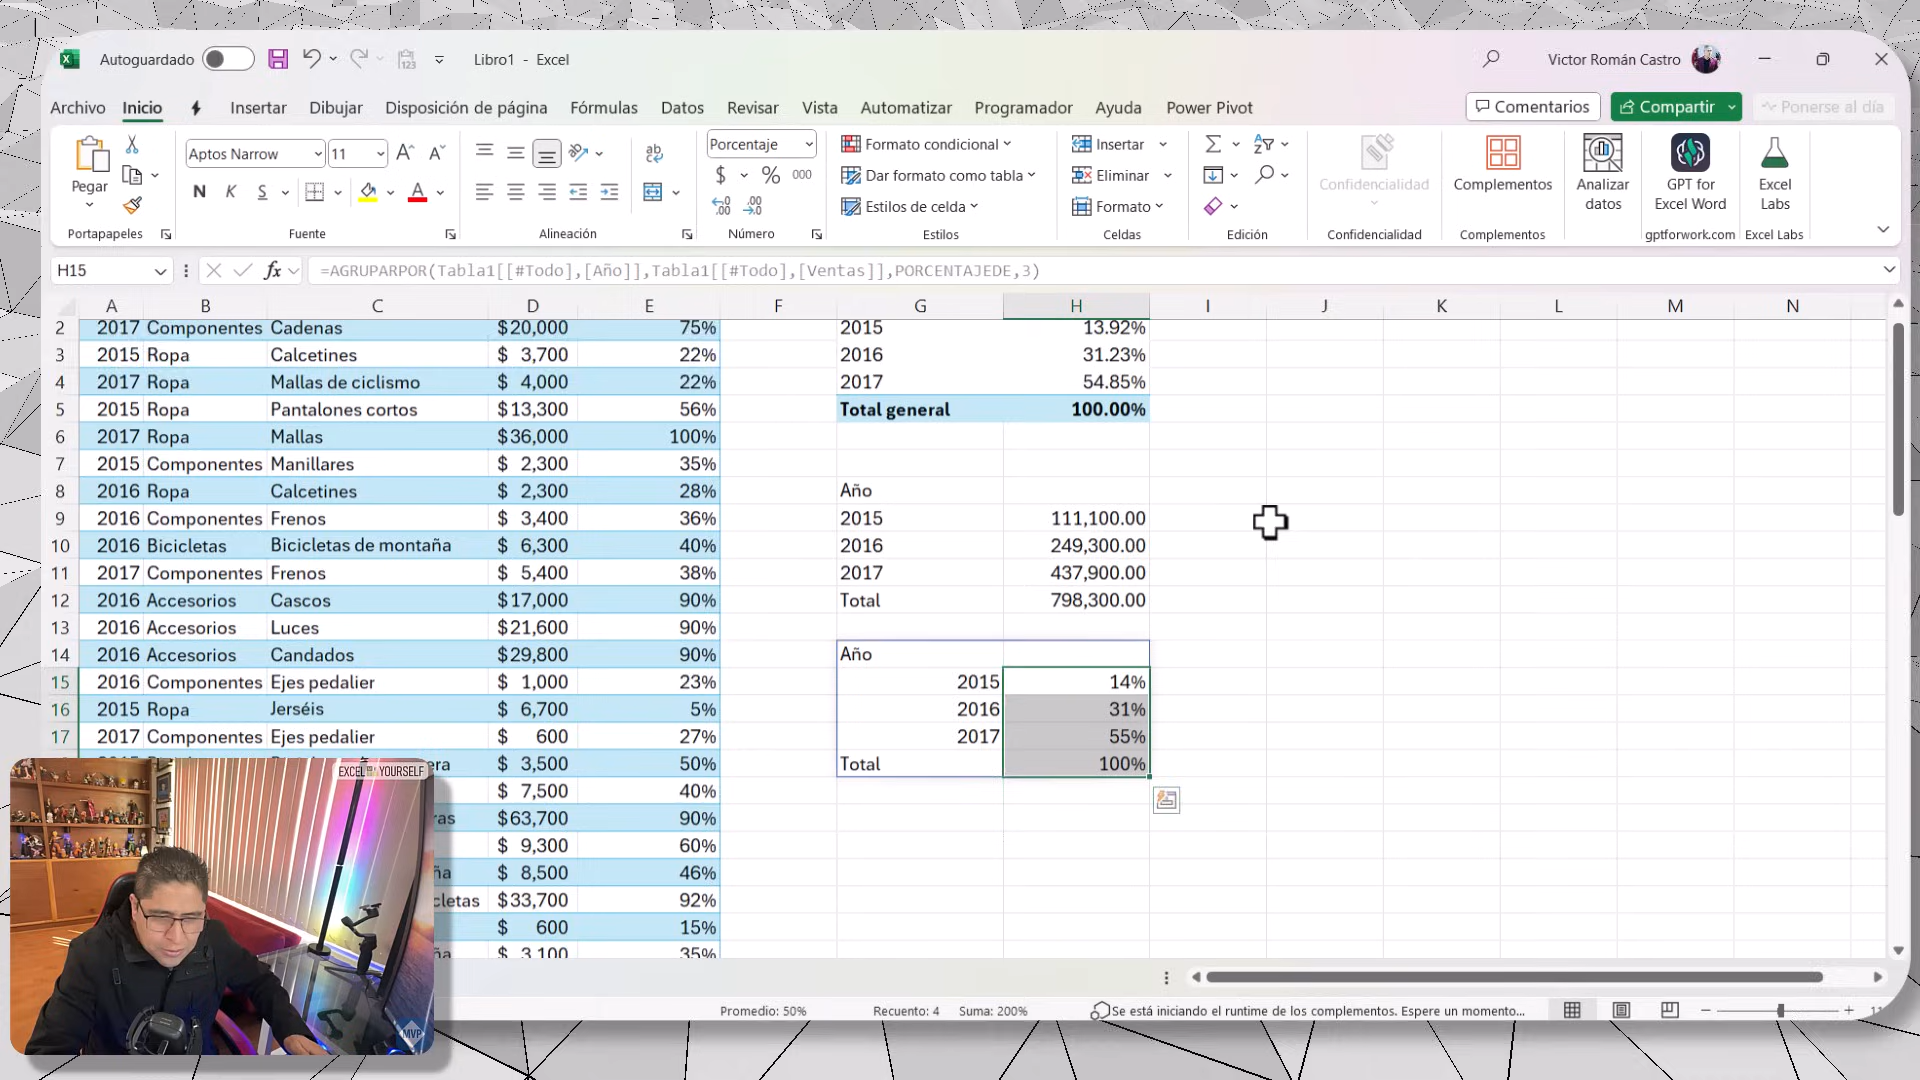 Autoguardado
Libro1 - Excel
Victor Román Castro
Archivo Inicio Insertar Dibujar Disposición de página Fórmulas Datos Revisar Vista Automatizar Programador Ayuda Power Pivot
Comentarios Compartir Ponerse al día
Pegar
Portapapeles
Aptos Narrow 11
N K S
Fuente
Alineación
Porcentaje
$ % 000
Número
Formato condicional
Dar formato como tabla
Estilos de celda
Estilos
Insertar
Eliminar
Formato
Celdas
Edición
Confidencialidad
Confidencialidad
Complementos
Complementos
Analizar datos
GPT for Excel Word
gptforwork.com
Excel Labs
Excel Labs
H15 fx =AGRUPARPOR(Tabla1[[#Todo],[Año]],Tabla1[[#Todo],[Ventas]],PORCENTAJEDE,3)
A B C D E F G H I J K L M N
2 2017 Componentes Cadenas $20,000 75% 2015 13.92%
3 2015 Ropa Calcetines $ 3,700 22% 2016 31.23%
4 2017 Ropa Mallas de ciclismo $ 4,000 22% 2017 54.85%
5 2015 Ropa Pantalones cortos $13,300 56% Total general 100.00%
6 2017 Ropa Mallas $36,000 100%
7 2015 Componentes Manillares $ 2,300 35%
8 2016 Ropa Calcetines $ 2,300 28% Año
9 2016 Componentes Frenos $ 3,400 36% 2015 111,100.00
10 2016 Bicicletas Bicicletas de montaña $ 6,300 40% 2016 249,300.00
11 2017 Componentes Frenos $ 5,400 38% 2017 437,900.00
12 2016 Accesorios Cascos $17,000 90% Total 798,300.00
13 2016 Accesorios Luces $21,600 90%
14 2016 Accesorios Candados $29,800 90% Año
15 2016 Componentes Ejes pedalier $ 1,000 23% 2015 14%
16 2015 Ropa Jerséis $ 6,700 5% 2016 31%
17 2017 Componentes Ejes pedalier $ 600 27% 2017 55%
era $ 3,500 50% Total 100%
$ 7,500 40%
ras $63,700 90%
$ 9,300 60%
ña $ 8,500 46%
cletas $33,700 92%
$ 600 15%
ña $ 3,100 35%
EXCEL YOURSELF
MVP
Promedio: 50% Recuento: 4 Suma: 200% Se está iniciando el runtime de los complementos. Espere un momento...